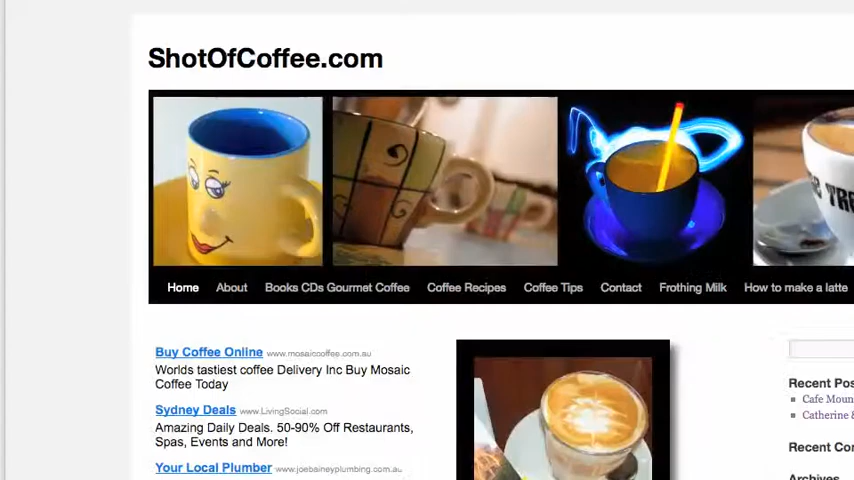 ShotOfCoffee.com
Home About Books CDs Gourmet Coffee Coffee Recipes Coffee Tips Contact Frothing Milk How to make a latte
Buy Coffee Online www.mosaiccoffee.com.au
Worlds tastiest coffee Delivery Inc Buy Mosaic
Coffee Today
Sydney Deals www.LivingSocial.com
Amazing Daily Deals. 50-90% Off Restaurants,
Spas, Events and More!
Your Local Plumber www.joebaineyplumbing.com.au
Recent Pos
Cafe Moun
Catherine &
Recent Cor
Archives